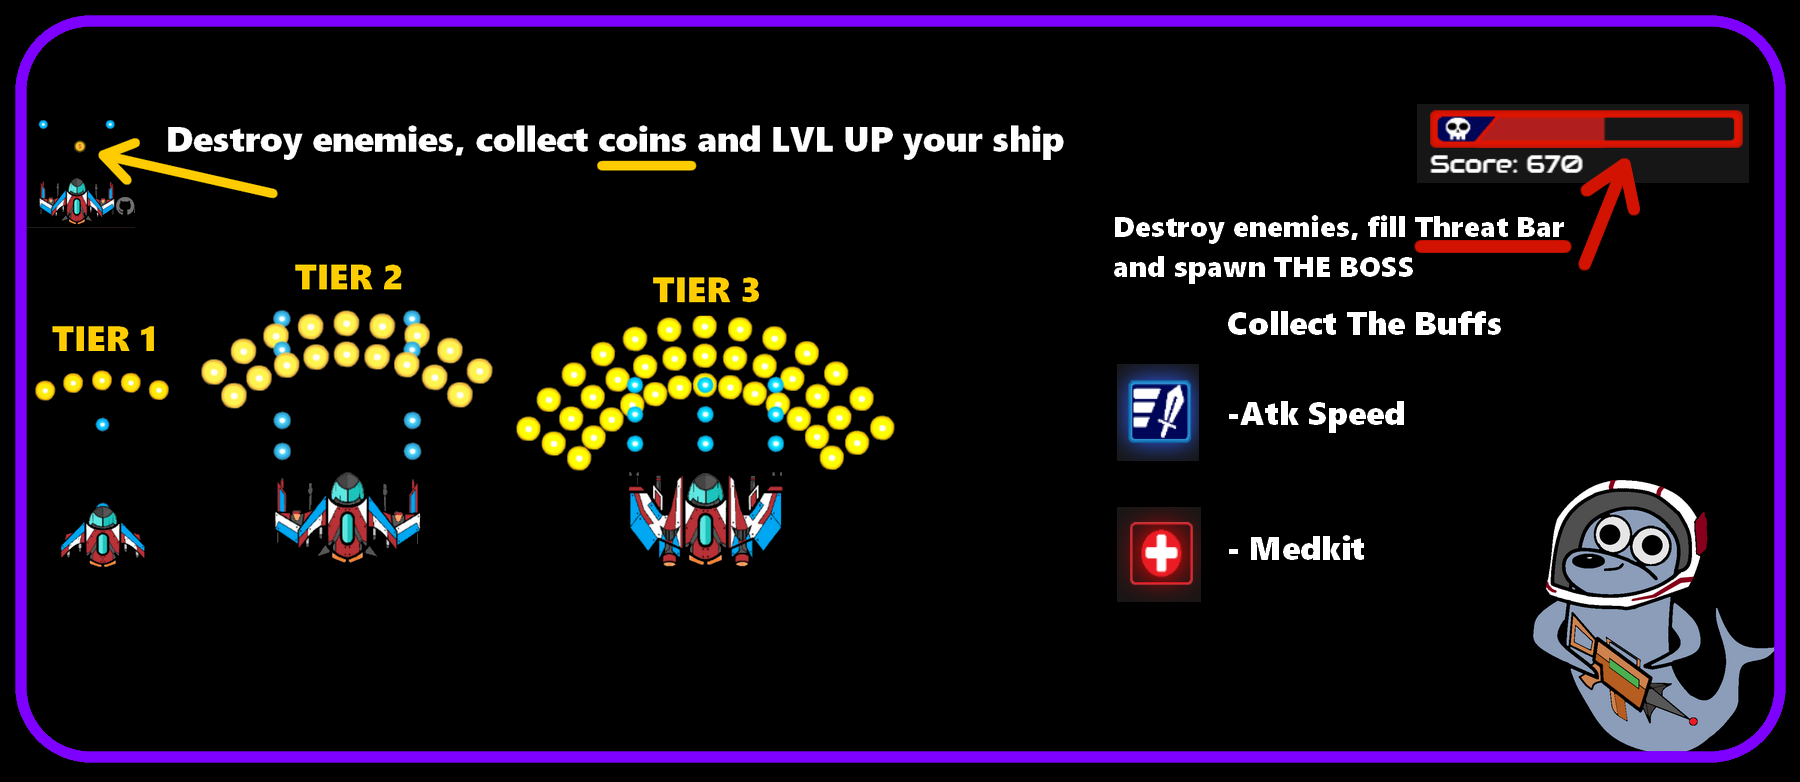 Destroy enemies, collect coins and LVL UP your ship
TIER 1
TIER 2
TIER 3
Score: 670
Destroy enemies, fill Threat Bar
and spawn THE BOSS
Collect The Buffs
-Atk Speed
- Medkit